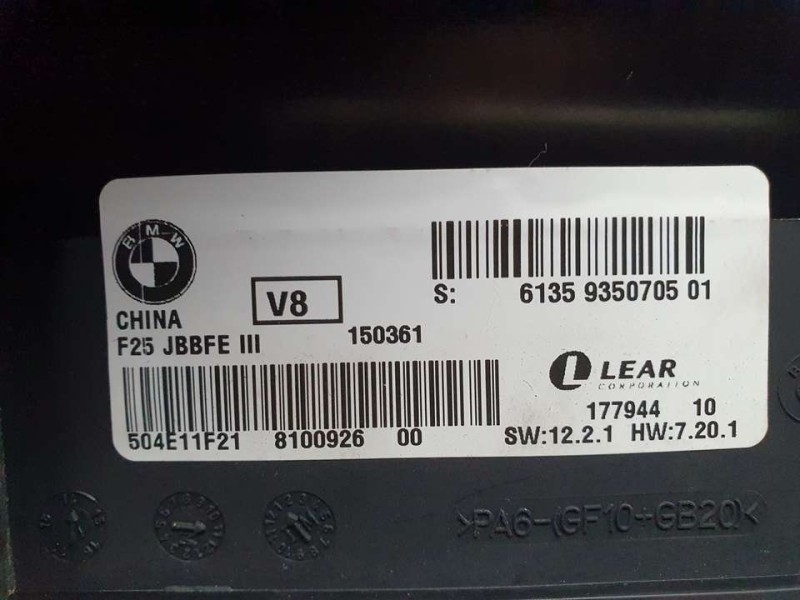 BMW
V8
CHINA
F25 JBBFE III
150361
S: 6135 9350705 01
LEAR
CORPORATION
177944 10
504E11F21 8100926 00
SW:12.2.1 HW:7.20.1
>PA6-(GF10+GB20)<